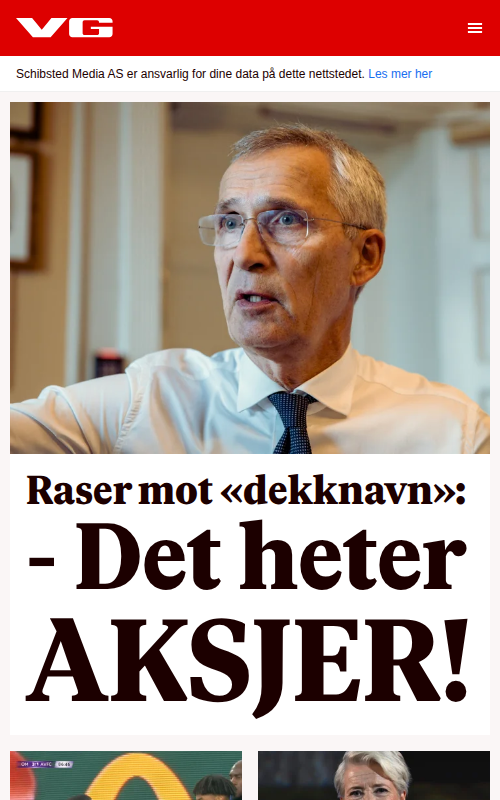 VG
Schibsted Media AS er ansvarlig for dine data på dette nettstedet. Les mer her
Raser mot «dekknavn»:
- Det heter
AKSJER!